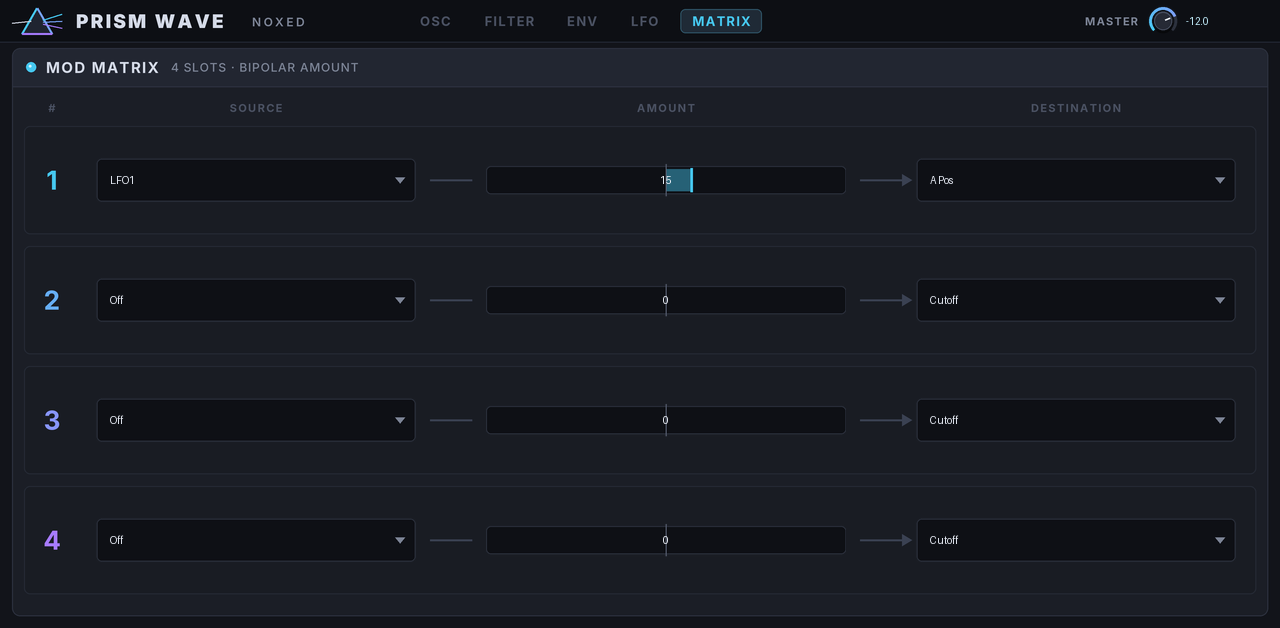 PRISM WAVE NOXED OSC FILTER ENV LFO MATRIX MASTER -12.0
MOD MATRIX 4 SLOTS · BIPOLAR AMOUNT
# SOURCE AMOUNT DESTINATION
1 LFO1 15 A Pos
2 Off 0 Cutoff
3 Off 0 Cutoff
4 Off 0 Cutoff